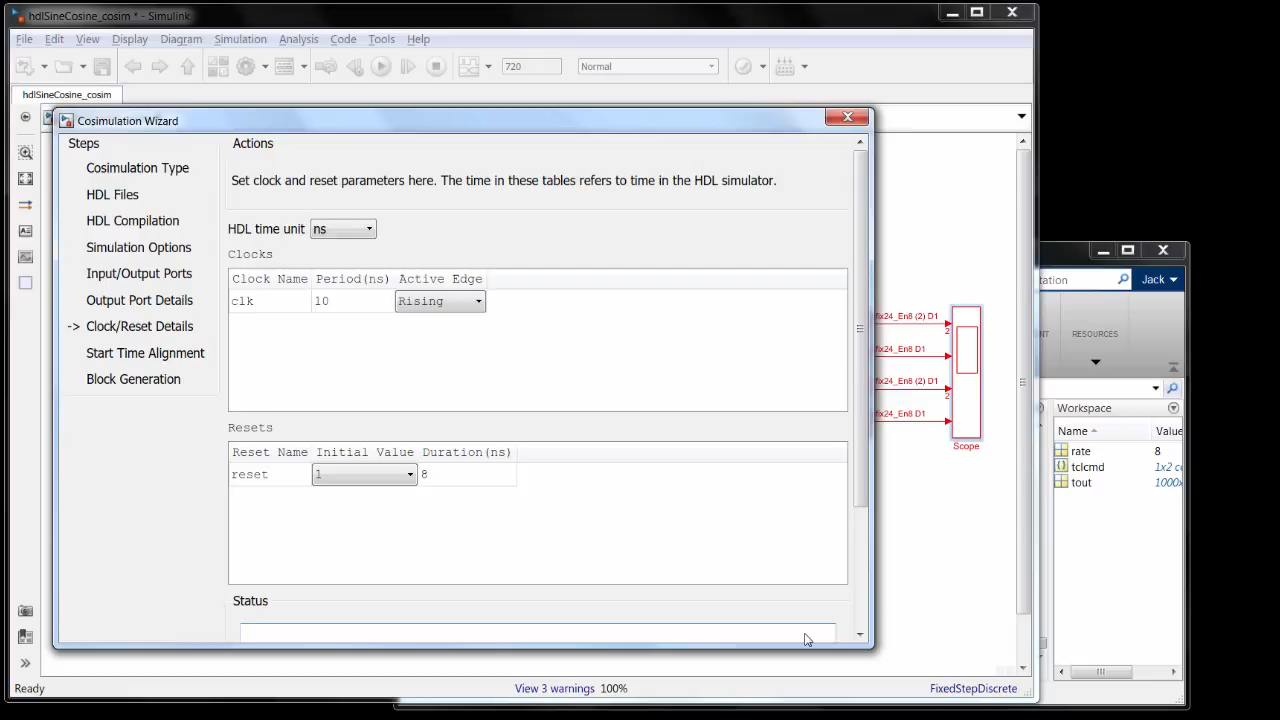 hdlSineCosine_cosim * - Simulink
File Edit View Display Diagram Simulation Analysis Code Tools Help
720 Normal
hdlSineCosine_cosim
Cosimulation Wizard
Steps
Cosimulation Type
HDL Files
HDL Compilation
Simulation Options
Input/Output Ports
Output Port Details
-> Clock/Reset Details
Start Time Alignment
Block Generation
Actions
Set clock and reset parameters here. The time in these tables refers to time in the HDL simulator.
HDL time unit ns
Clocks
Clock Name Period(ns) Active Edge
clk 10 Rising
Resets
Reset Name Initial Value Duration(ns)
reset 1 8
Status
fix24_En8 (2) D1
2
fix24_En8 D1
fix24_En8 (2) D1
2
fix24_En8 D1
Scope
Jack
RESOURCES
Workspace
Name Value
rate 8
tclcmd 1x2 c
tout 1000x
Ready
View 3 warnings 100%
FixedStepDiscrete